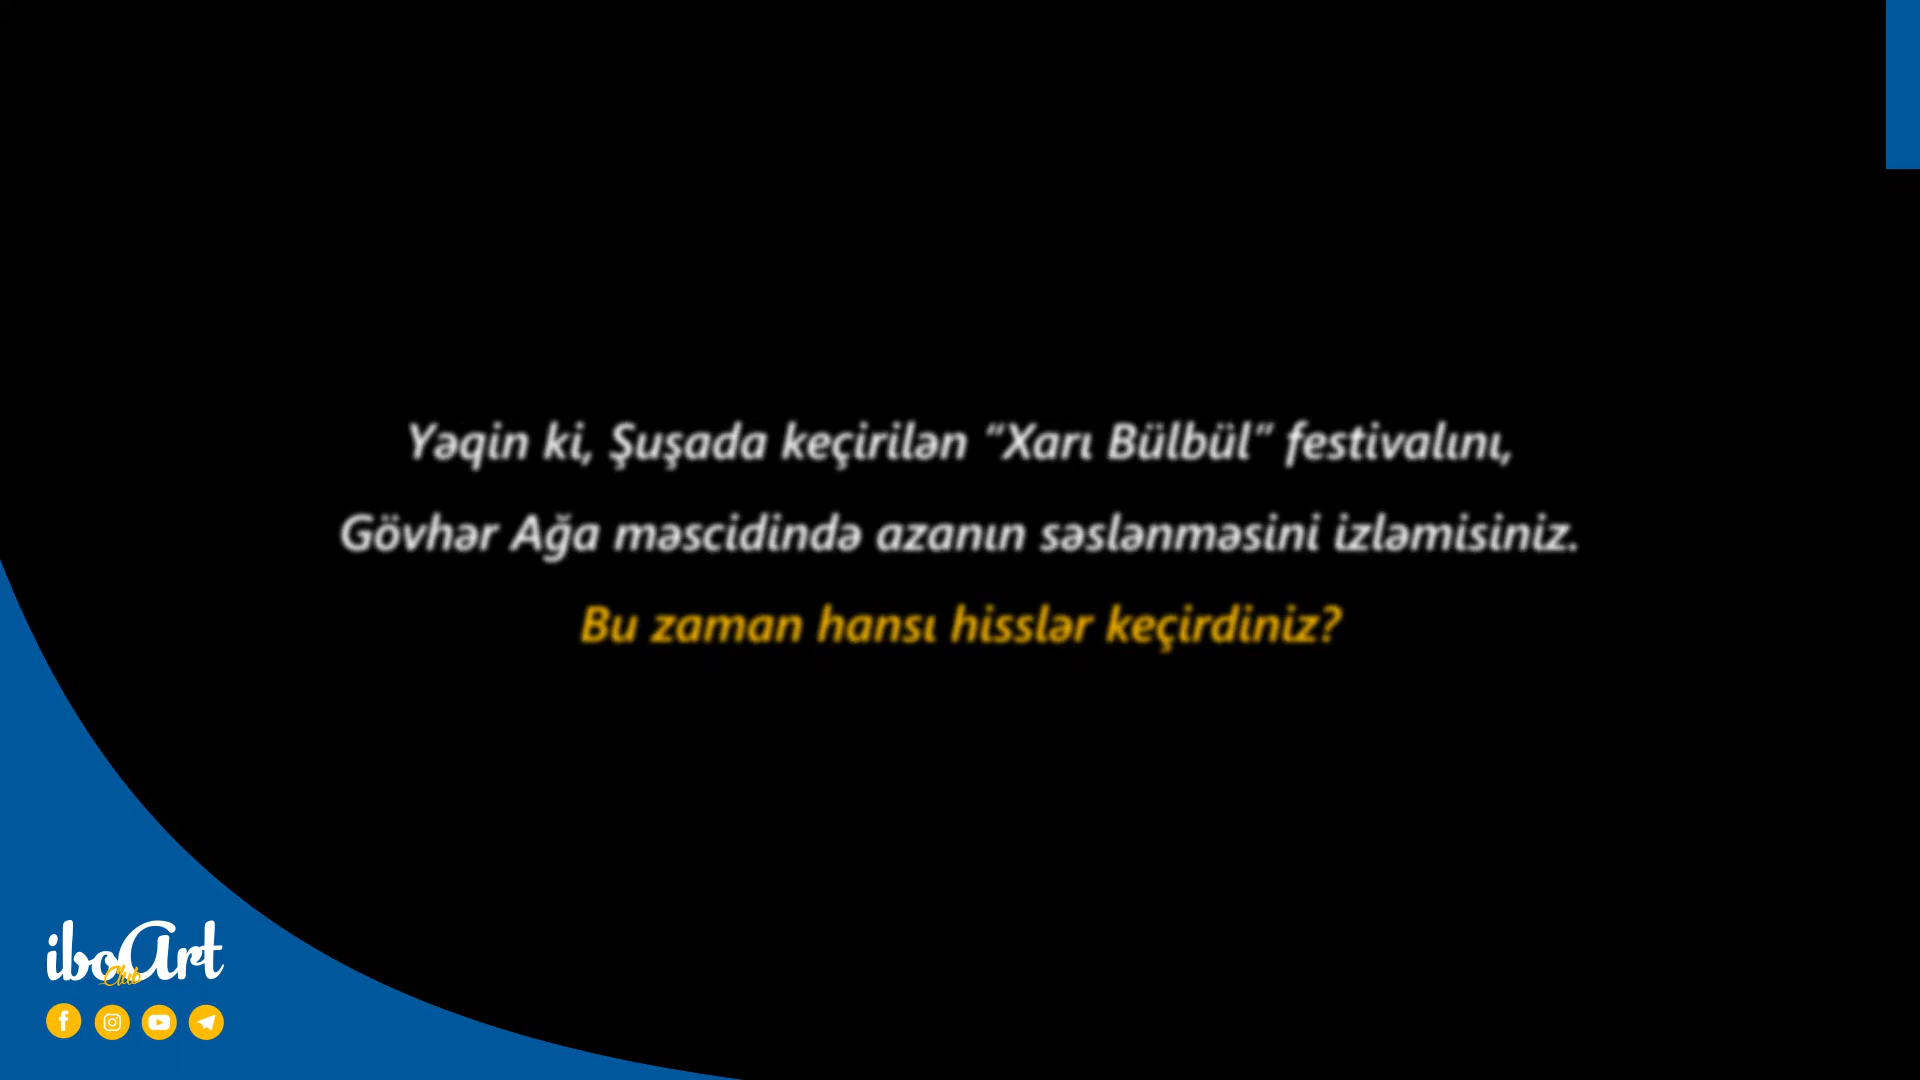 Yəqin ki, Şuşada keçirilən “Xarı Bülbül” festivalını,
Gövhər Ağa məscidində azanın səslənməsini izləmisiniz.
Bu zaman hansı hisslər keçirdiniz?
iboArt
Club